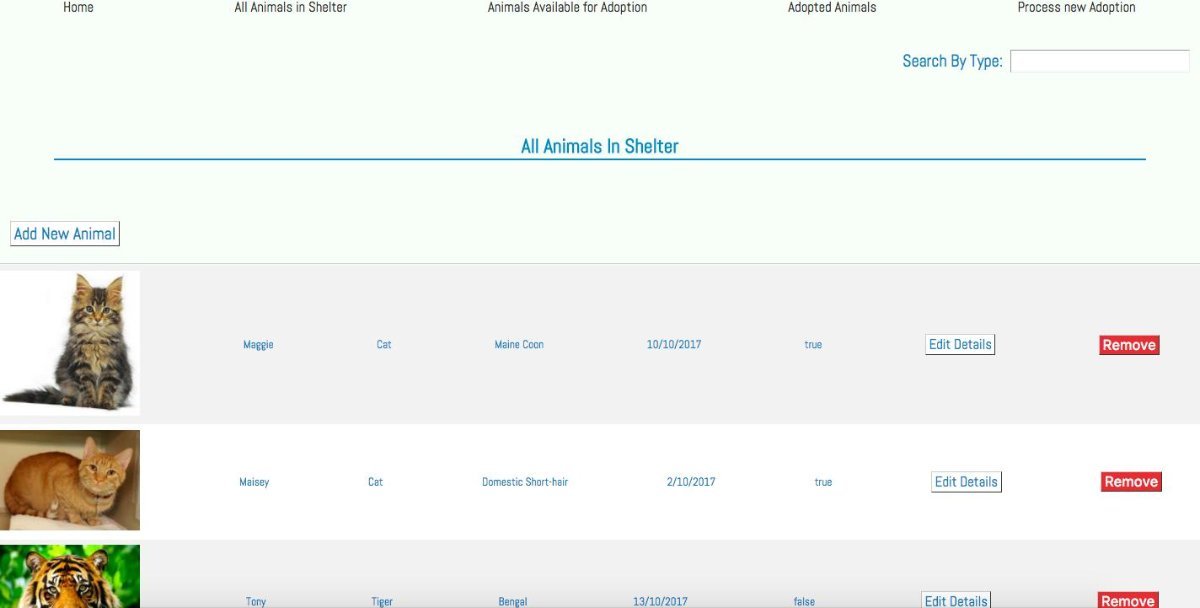 Home All Animals in Shelter Animals Available for Adoption Adopted Animals Process new Adoption
Search By Type:
All Animals In Shelter
Add New Animal
Maggie Cat Maine Coon 10/10/2017 true Edit Details Remove
Maisey Cat Domestic Short-hair 2/10/2017 true Edit Details Remove
Tony Tiger Bengal 13/10/2017 false Edit Details Remove